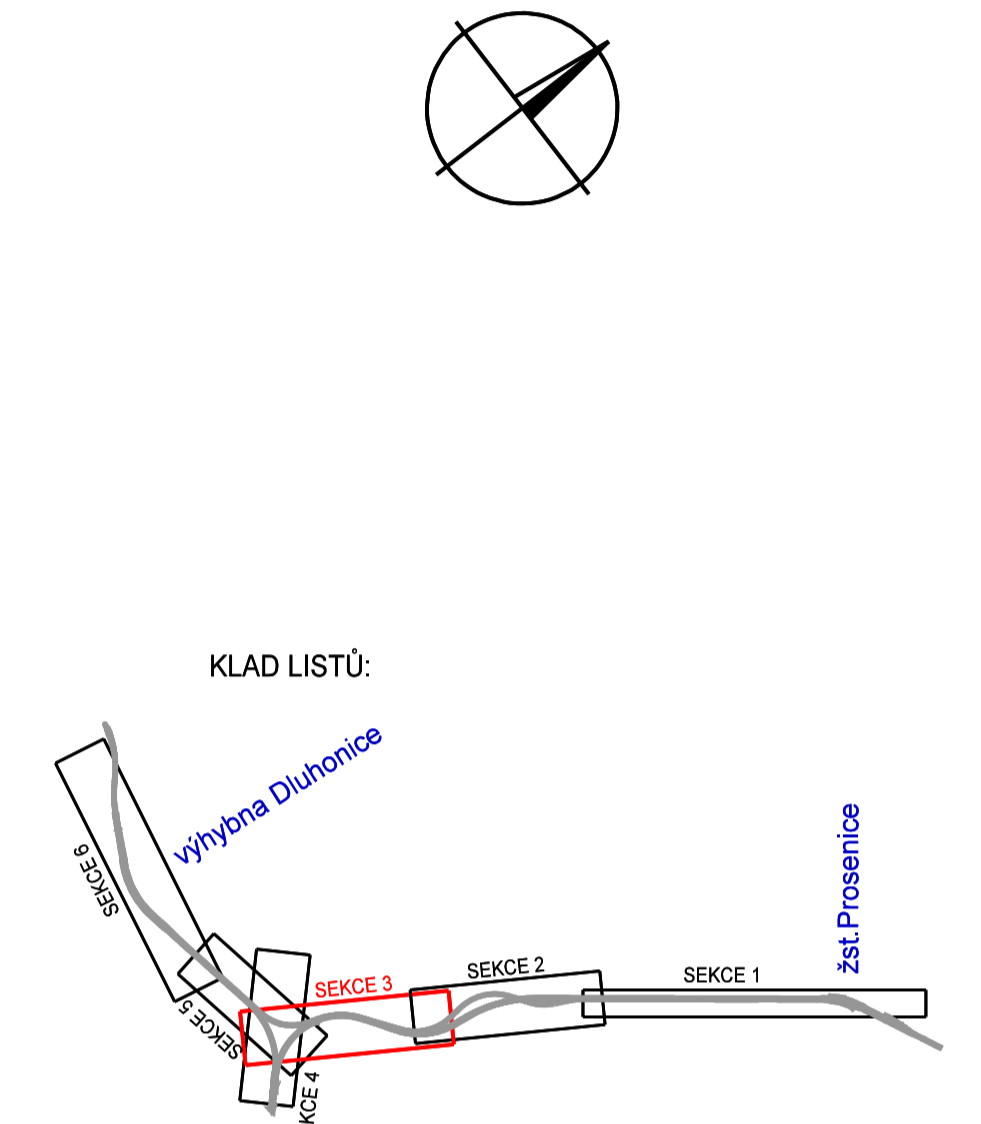 KLAD LISTŮ:
výhybna Dluhonice
žst.Prosenice
SEKCE 6
SEKCE 5
KCE 4
SEKCE 3
SEKCE 2
SEKCE 1